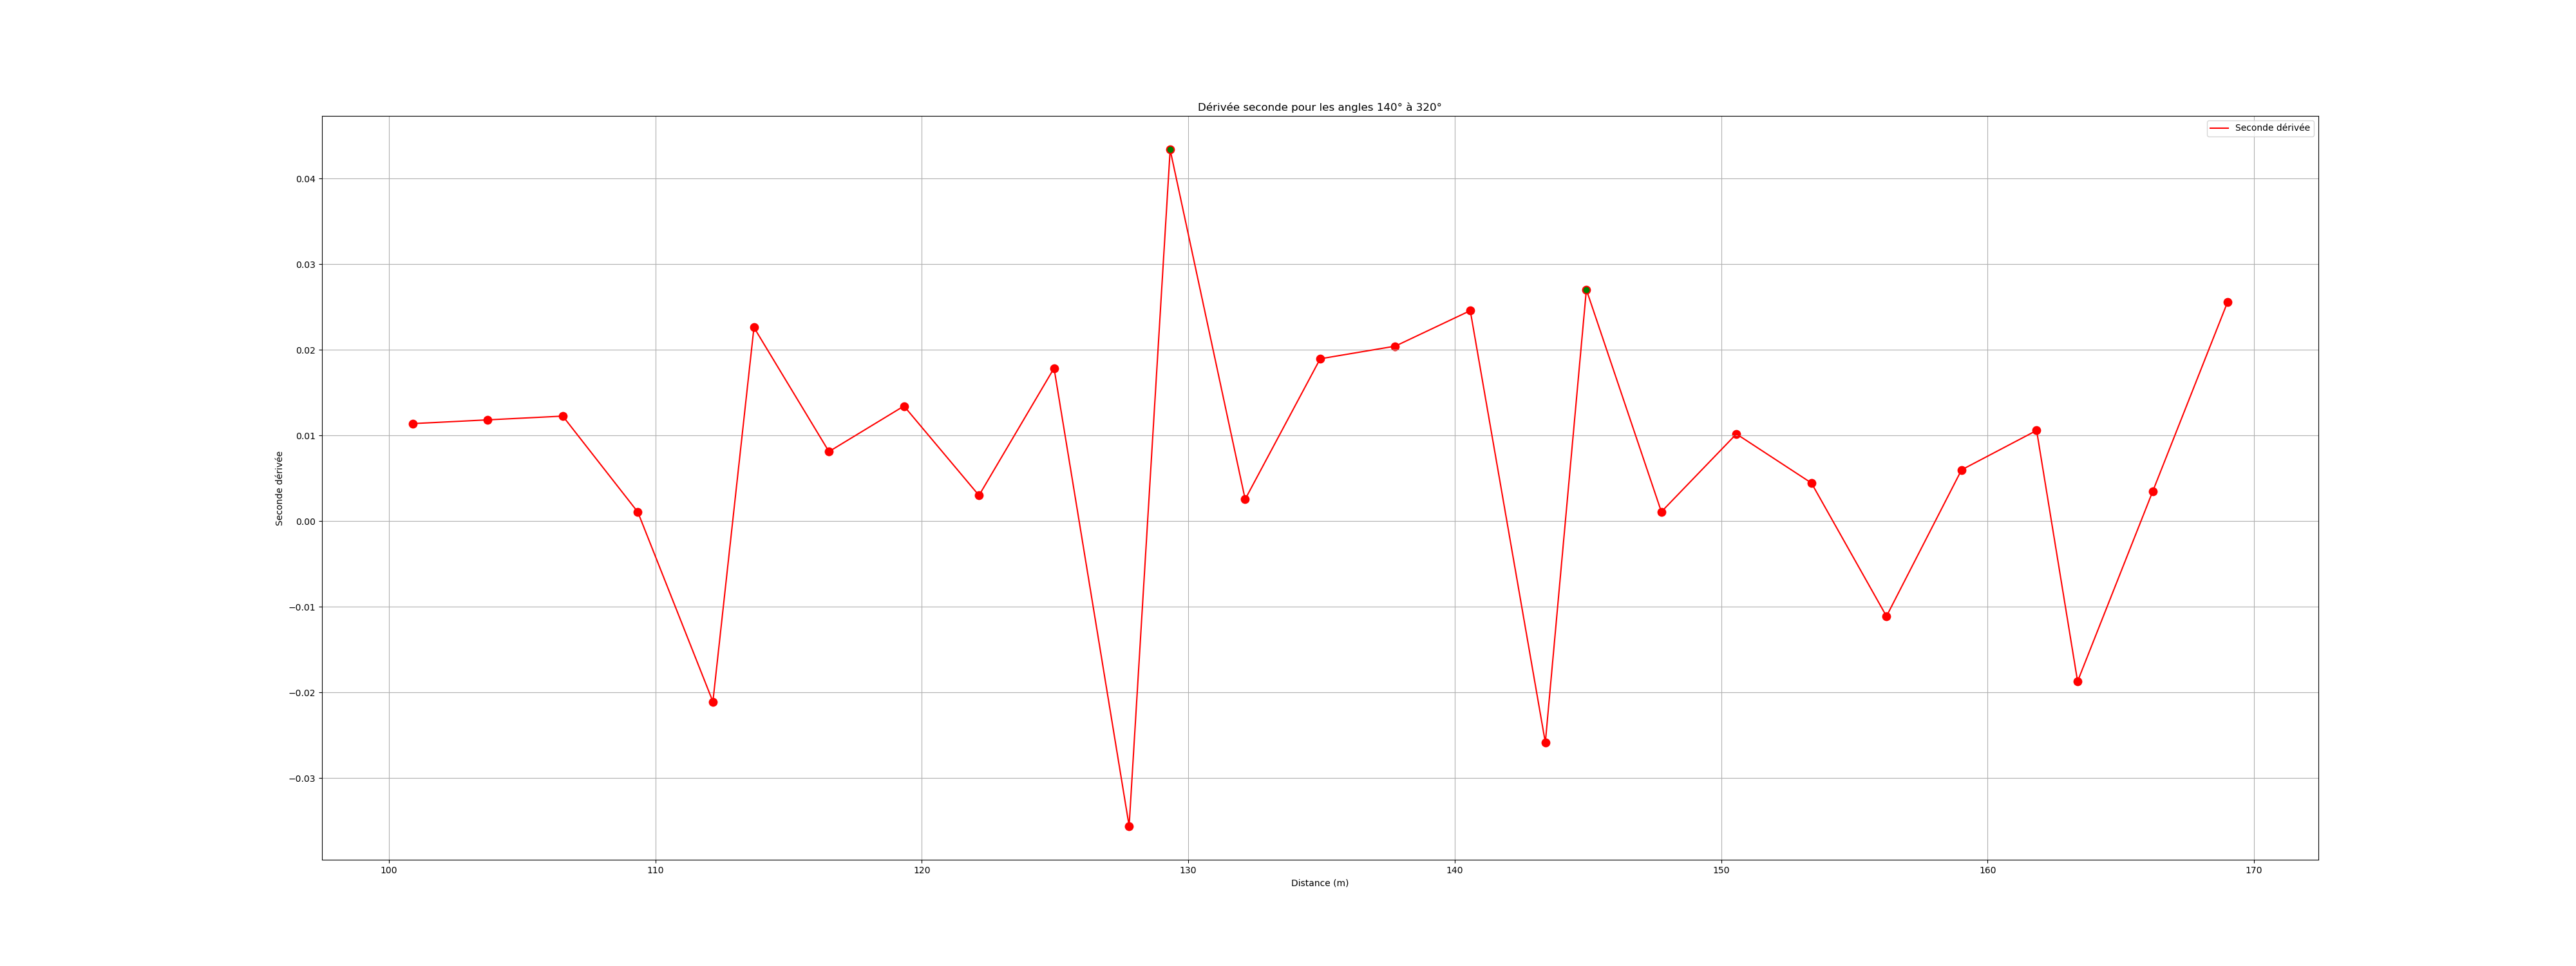 Dérivée seconde pour les angles 140° à 320°
Seconde dérivée
0.04
0.03
0.02
0.01
0.00
−0.01
−0.02
−0.03
Seconde dérivée
100 110 120 130 140 150 160 170
Distance (m)